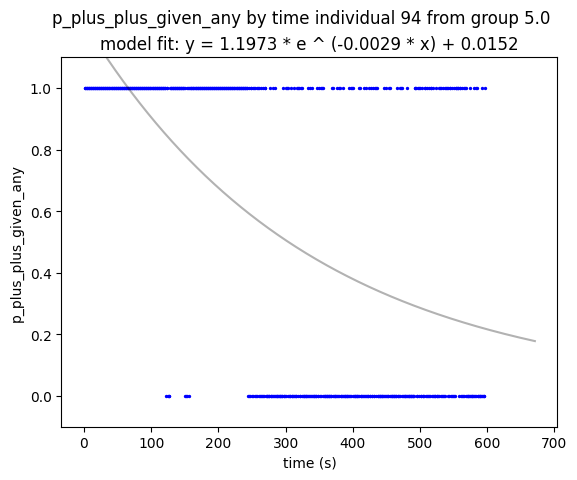 p_plus_plus_given_any by time individual 94 from group 5.0
model fit: y = 1.1973 * e ^ (-0.0029 * x) + 0.0152
1.0
0.8
0.6
0.4
0.2
0.0
p_plus_plus_given_any
0 100 200 300 400 500 600 700
time (s)